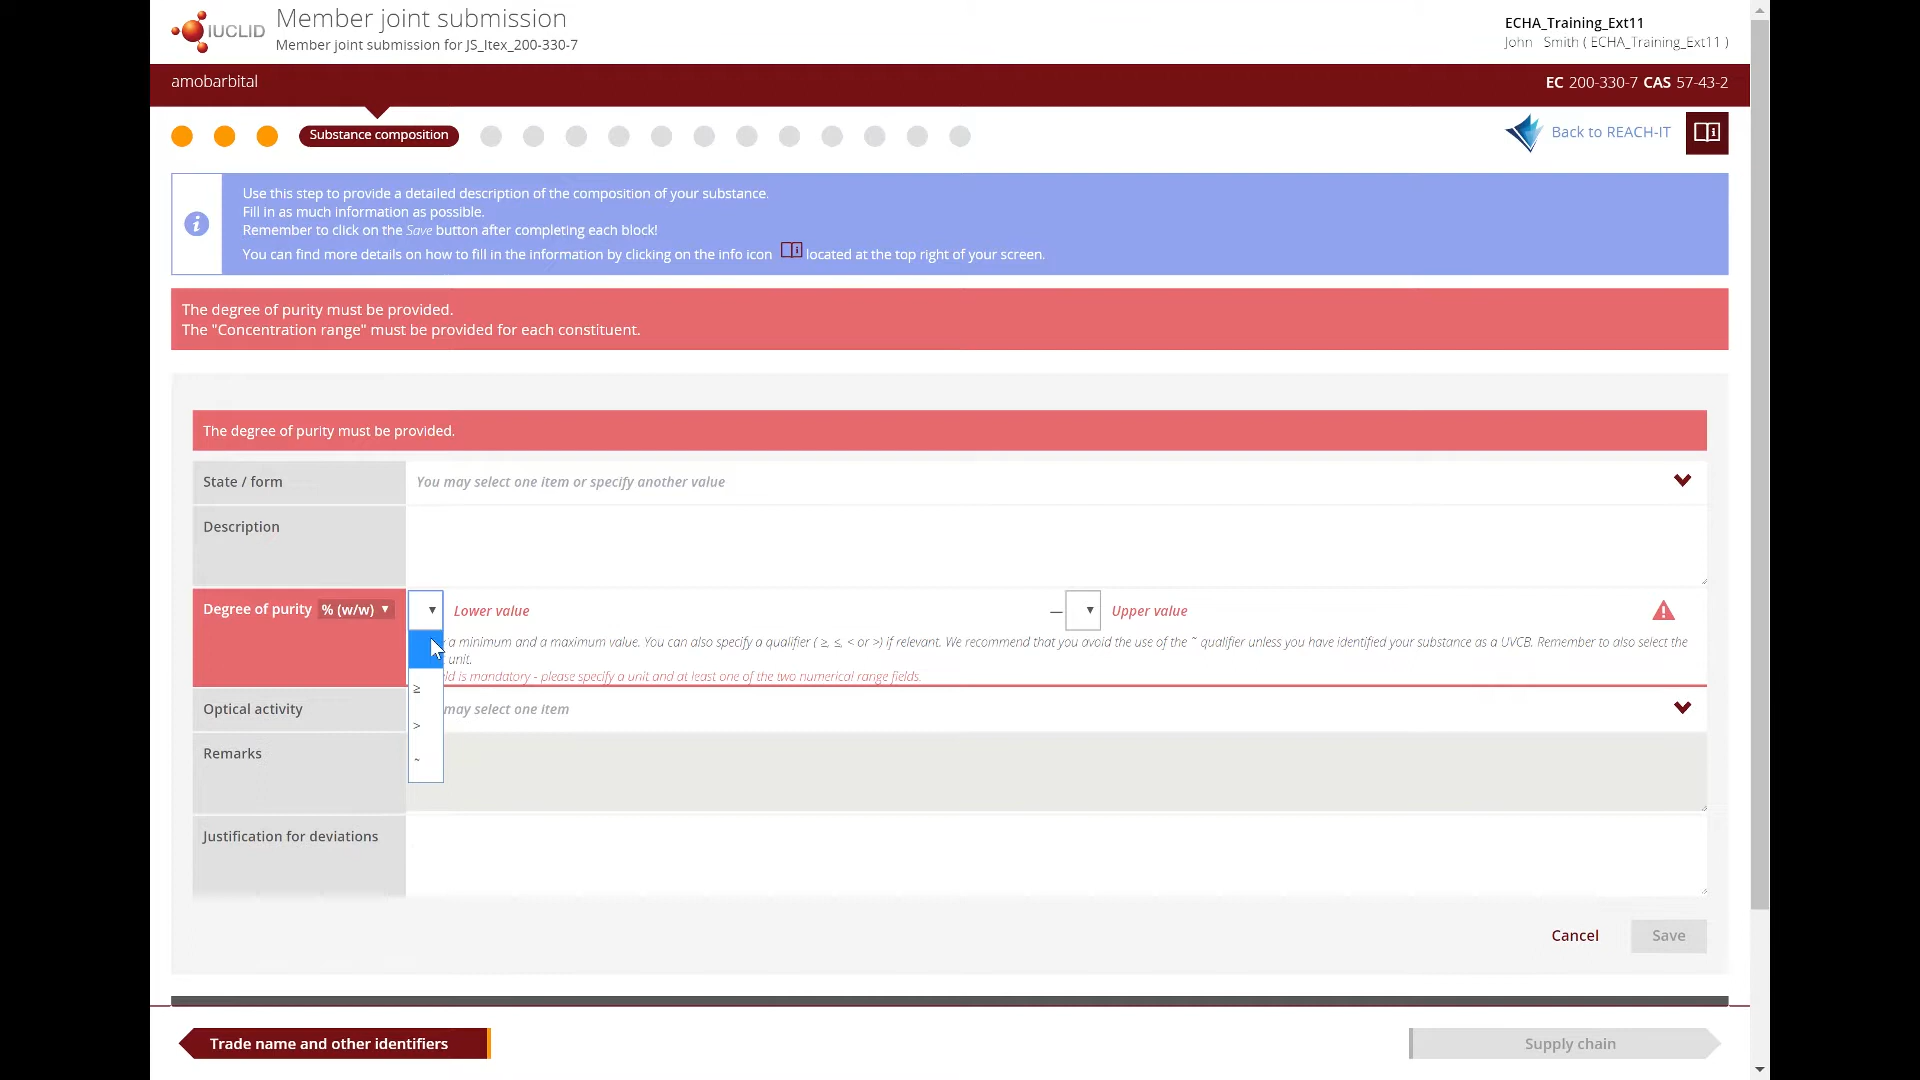 IUCLID
Member joint submission
Member joint submission for JS_Itex_200-330-7
ECHA_Training_Ext11
John Smith ( ECHA_Training_Ext11 )
amobarbital
EC 200-330-7 CAS 57-43-2
Substance composition
Back to REACH-IT
Use this step to provide a detailed description of the composition of your substance.
Fill in as much information as possible.
Remember to click on the Save button after completing each block!
You can find more details on how to fill in the information by clicking on the info icon located at the top right of your screen.
The degree of purity must be provided.
The "Concentration range" must be provided for each constituent.
The degree of purity must be provided.
State / form
You may select one item or specify another value
Description
Degree of purity % (w/w)
Lower value
—
Upper value
a minimum and a maximum value. You can also specify a qualifier ( ≥, ≤, < or >) if relevant. We recommend that you avoid the use of the ~ qualifier unless you have identified your substance as a UVCB. Remember to also select the
unit.
is mandatory - please specify a unit and at least one of the two numerical range fields.
≥
>
~
Optical activity
may select one item
Remarks
Justification for deviations
Cancel
Save
Trade name and other identifiers
Supply chain